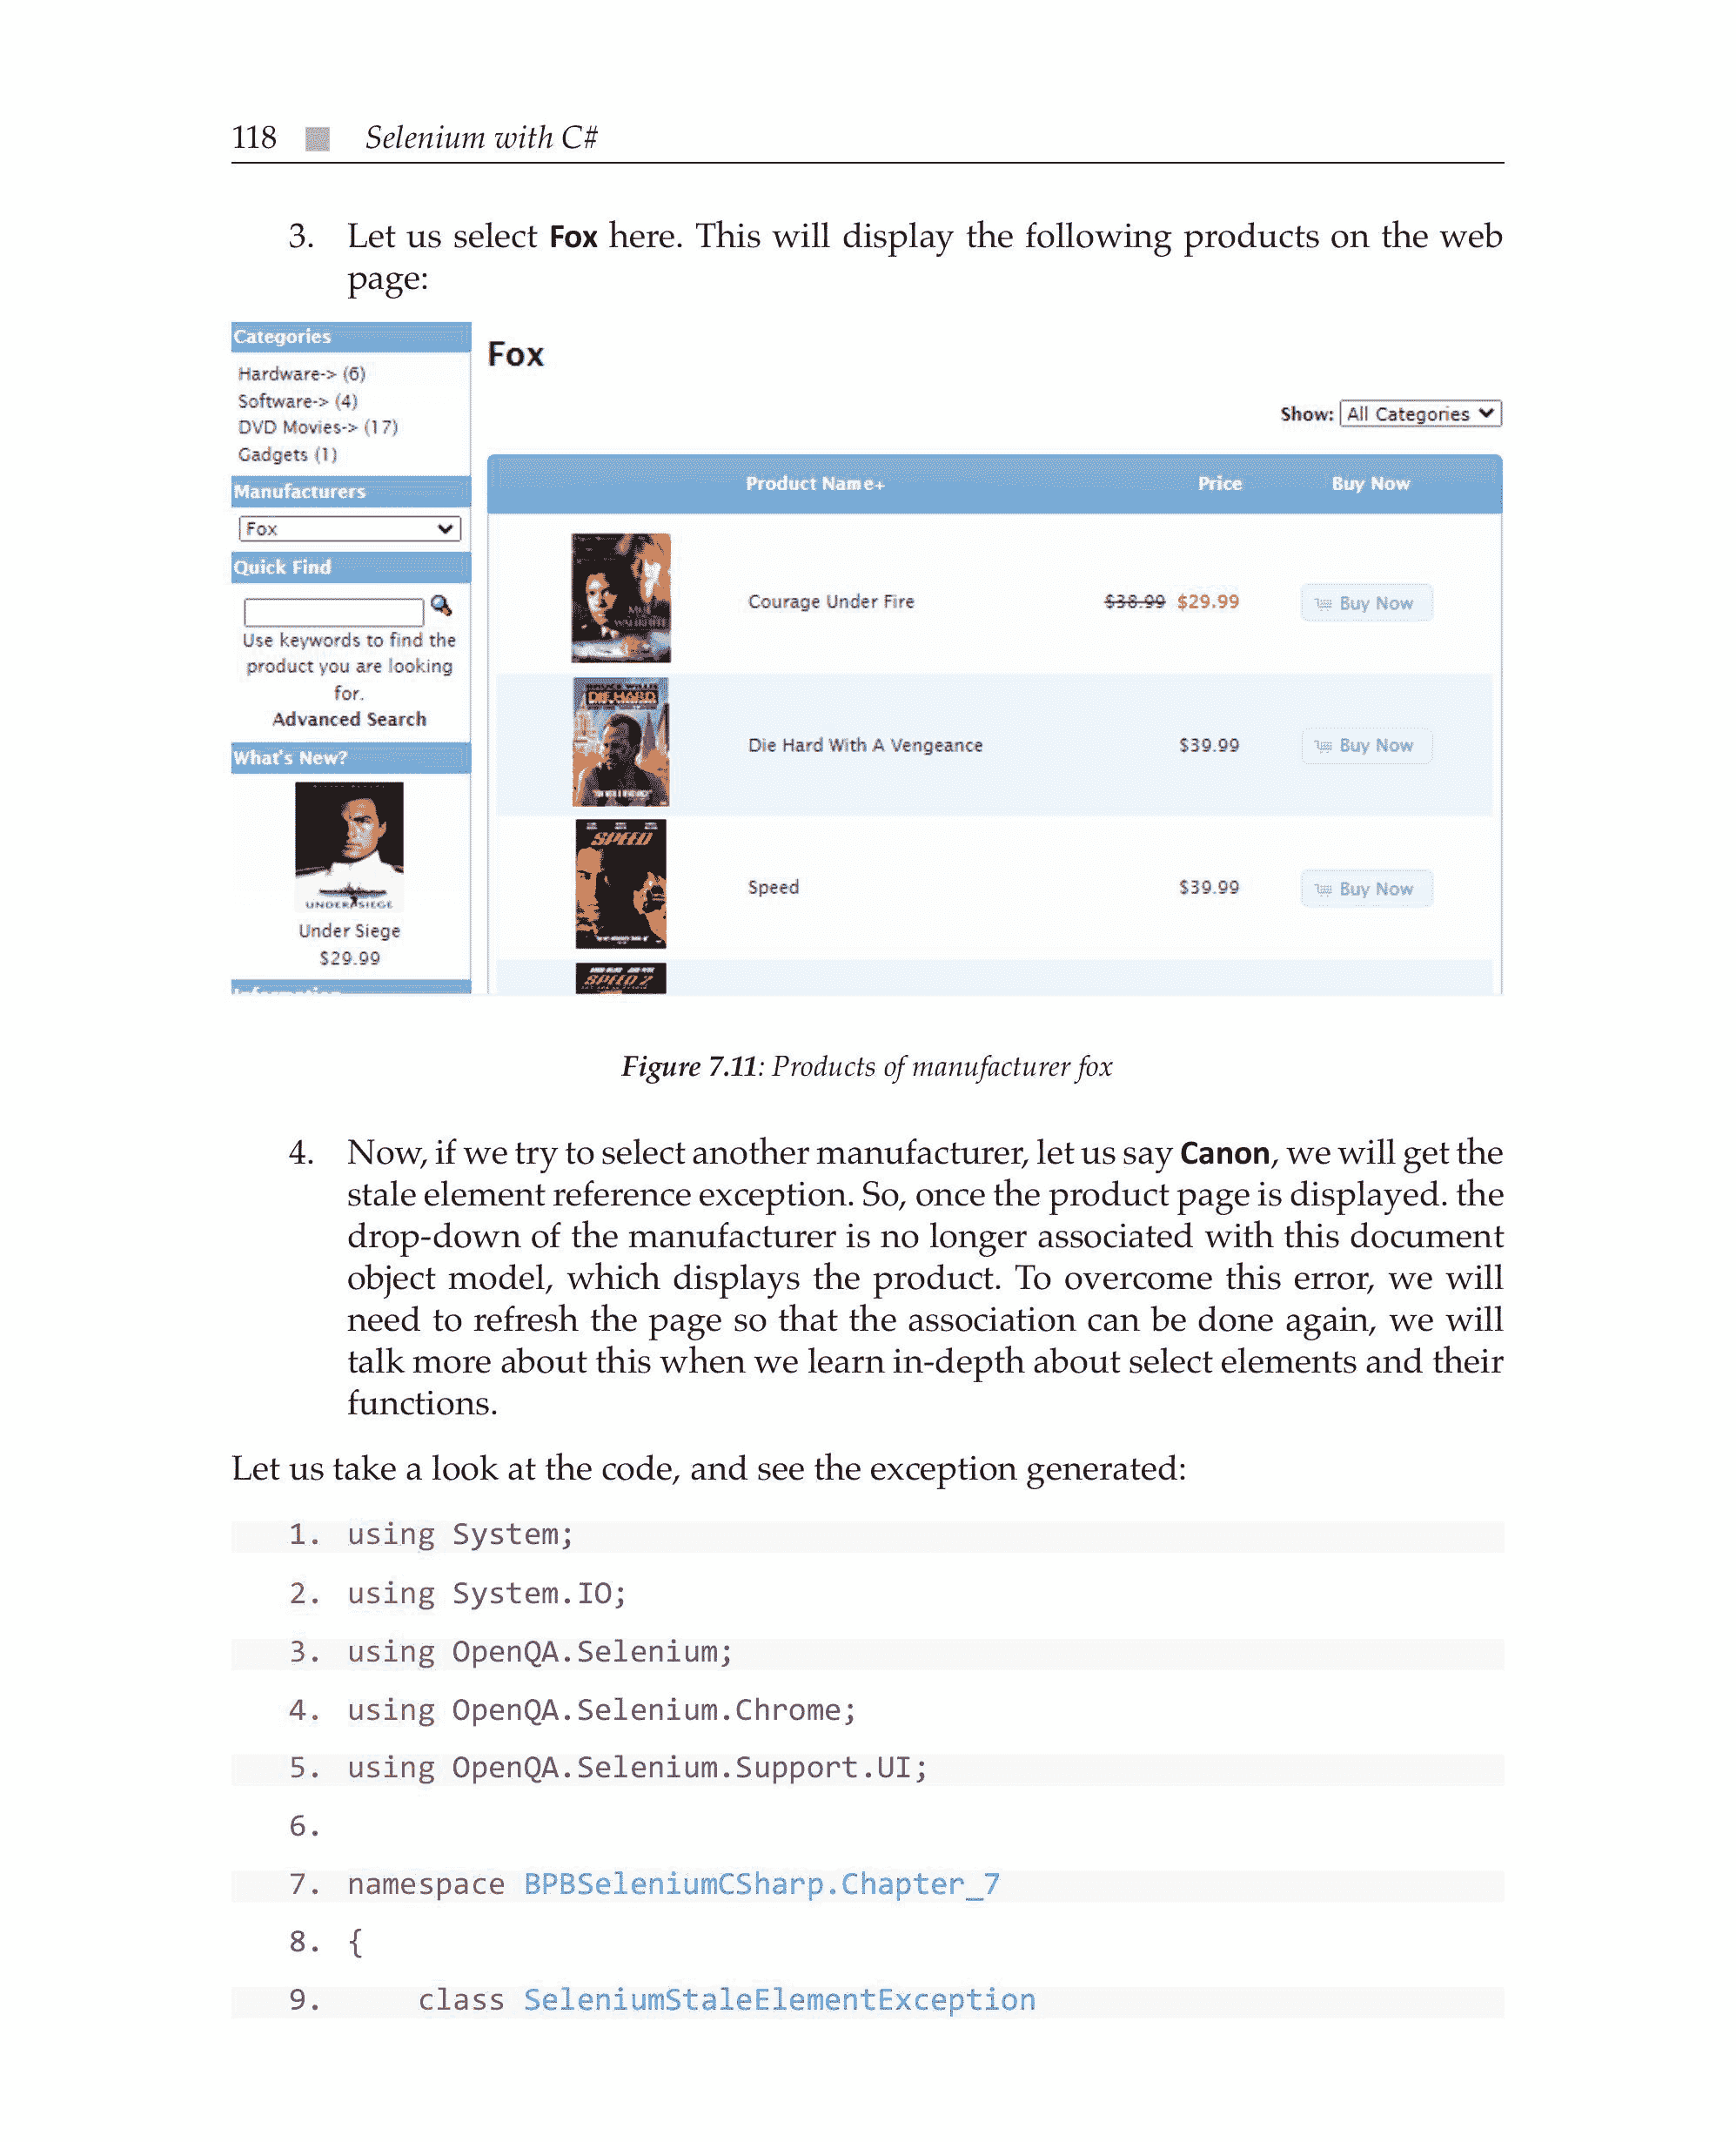 118 Selenium with C#
3. Let us select Fox here. This will display the following products on the web
page:
Categories
Hardware-> (6)
Software-> (4)
DVD Movies-> (17)
Gadgets (1)
Manufacturers
Fox
Quick Find
Use keywords to find the
product you are looking
for.
Advanced Search
What's New?
UNDER SIEGE
Under Siege
$29.99
Information
Fox
Show: All Categories
Product Name+ Price Buy Now
Courage Under Fire $38.99 $29.99 Buy Now
DIE HARD
Die Hard With A Vengeance $39.99 Buy Now
SPEED
Speed $39.99 Buy Now
SPEED 2
Figure 7.11: Products of manufacturer fox
4. Now, if we try to select another manufacturer, let us say Canon, we will get the
stale element reference exception. So, once the product page is displayed. the
drop-down of the manufacturer is no longer associated with this document
object model, which displays the product. To overcome this error, we will
need to refresh the page so that the association can be done again, we will
talk more about this when we learn in-depth about select elements and their
functions.
Let us take a look at the code, and see the exception generated:
1. using System;
2. using System.IO;
3. using OpenQA.Selenium;
4. using OpenQA.Selenium.Chrome;
5. using OpenQA.Selenium.Support.UI;
6.
7. namespace BPBSeleniumCSharp.Chapter_7
8. {
9. class SeleniumStaleElementException